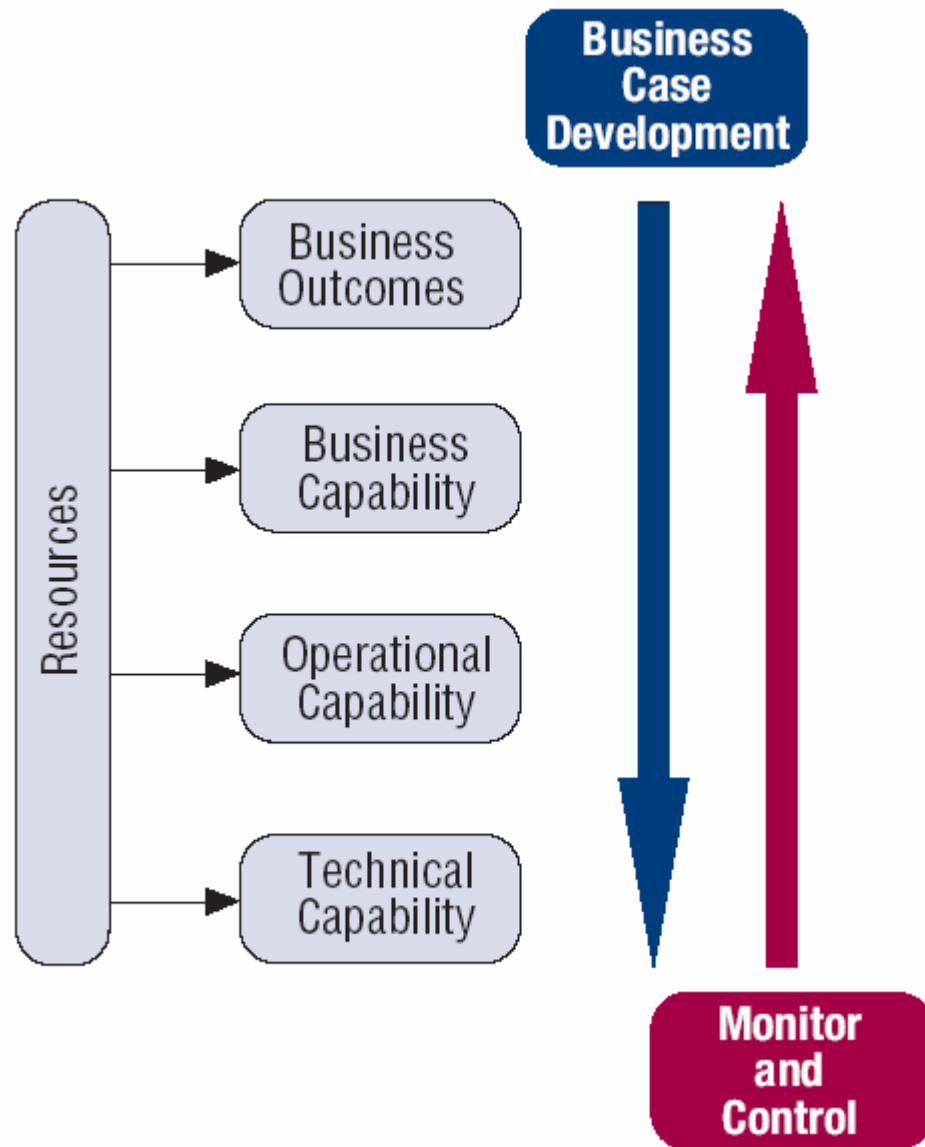 Business
Case
Development
Resources
Business
Outcomes
Business
Capability
Operational
Capability
Technical
Capability
Monitor
and
Control